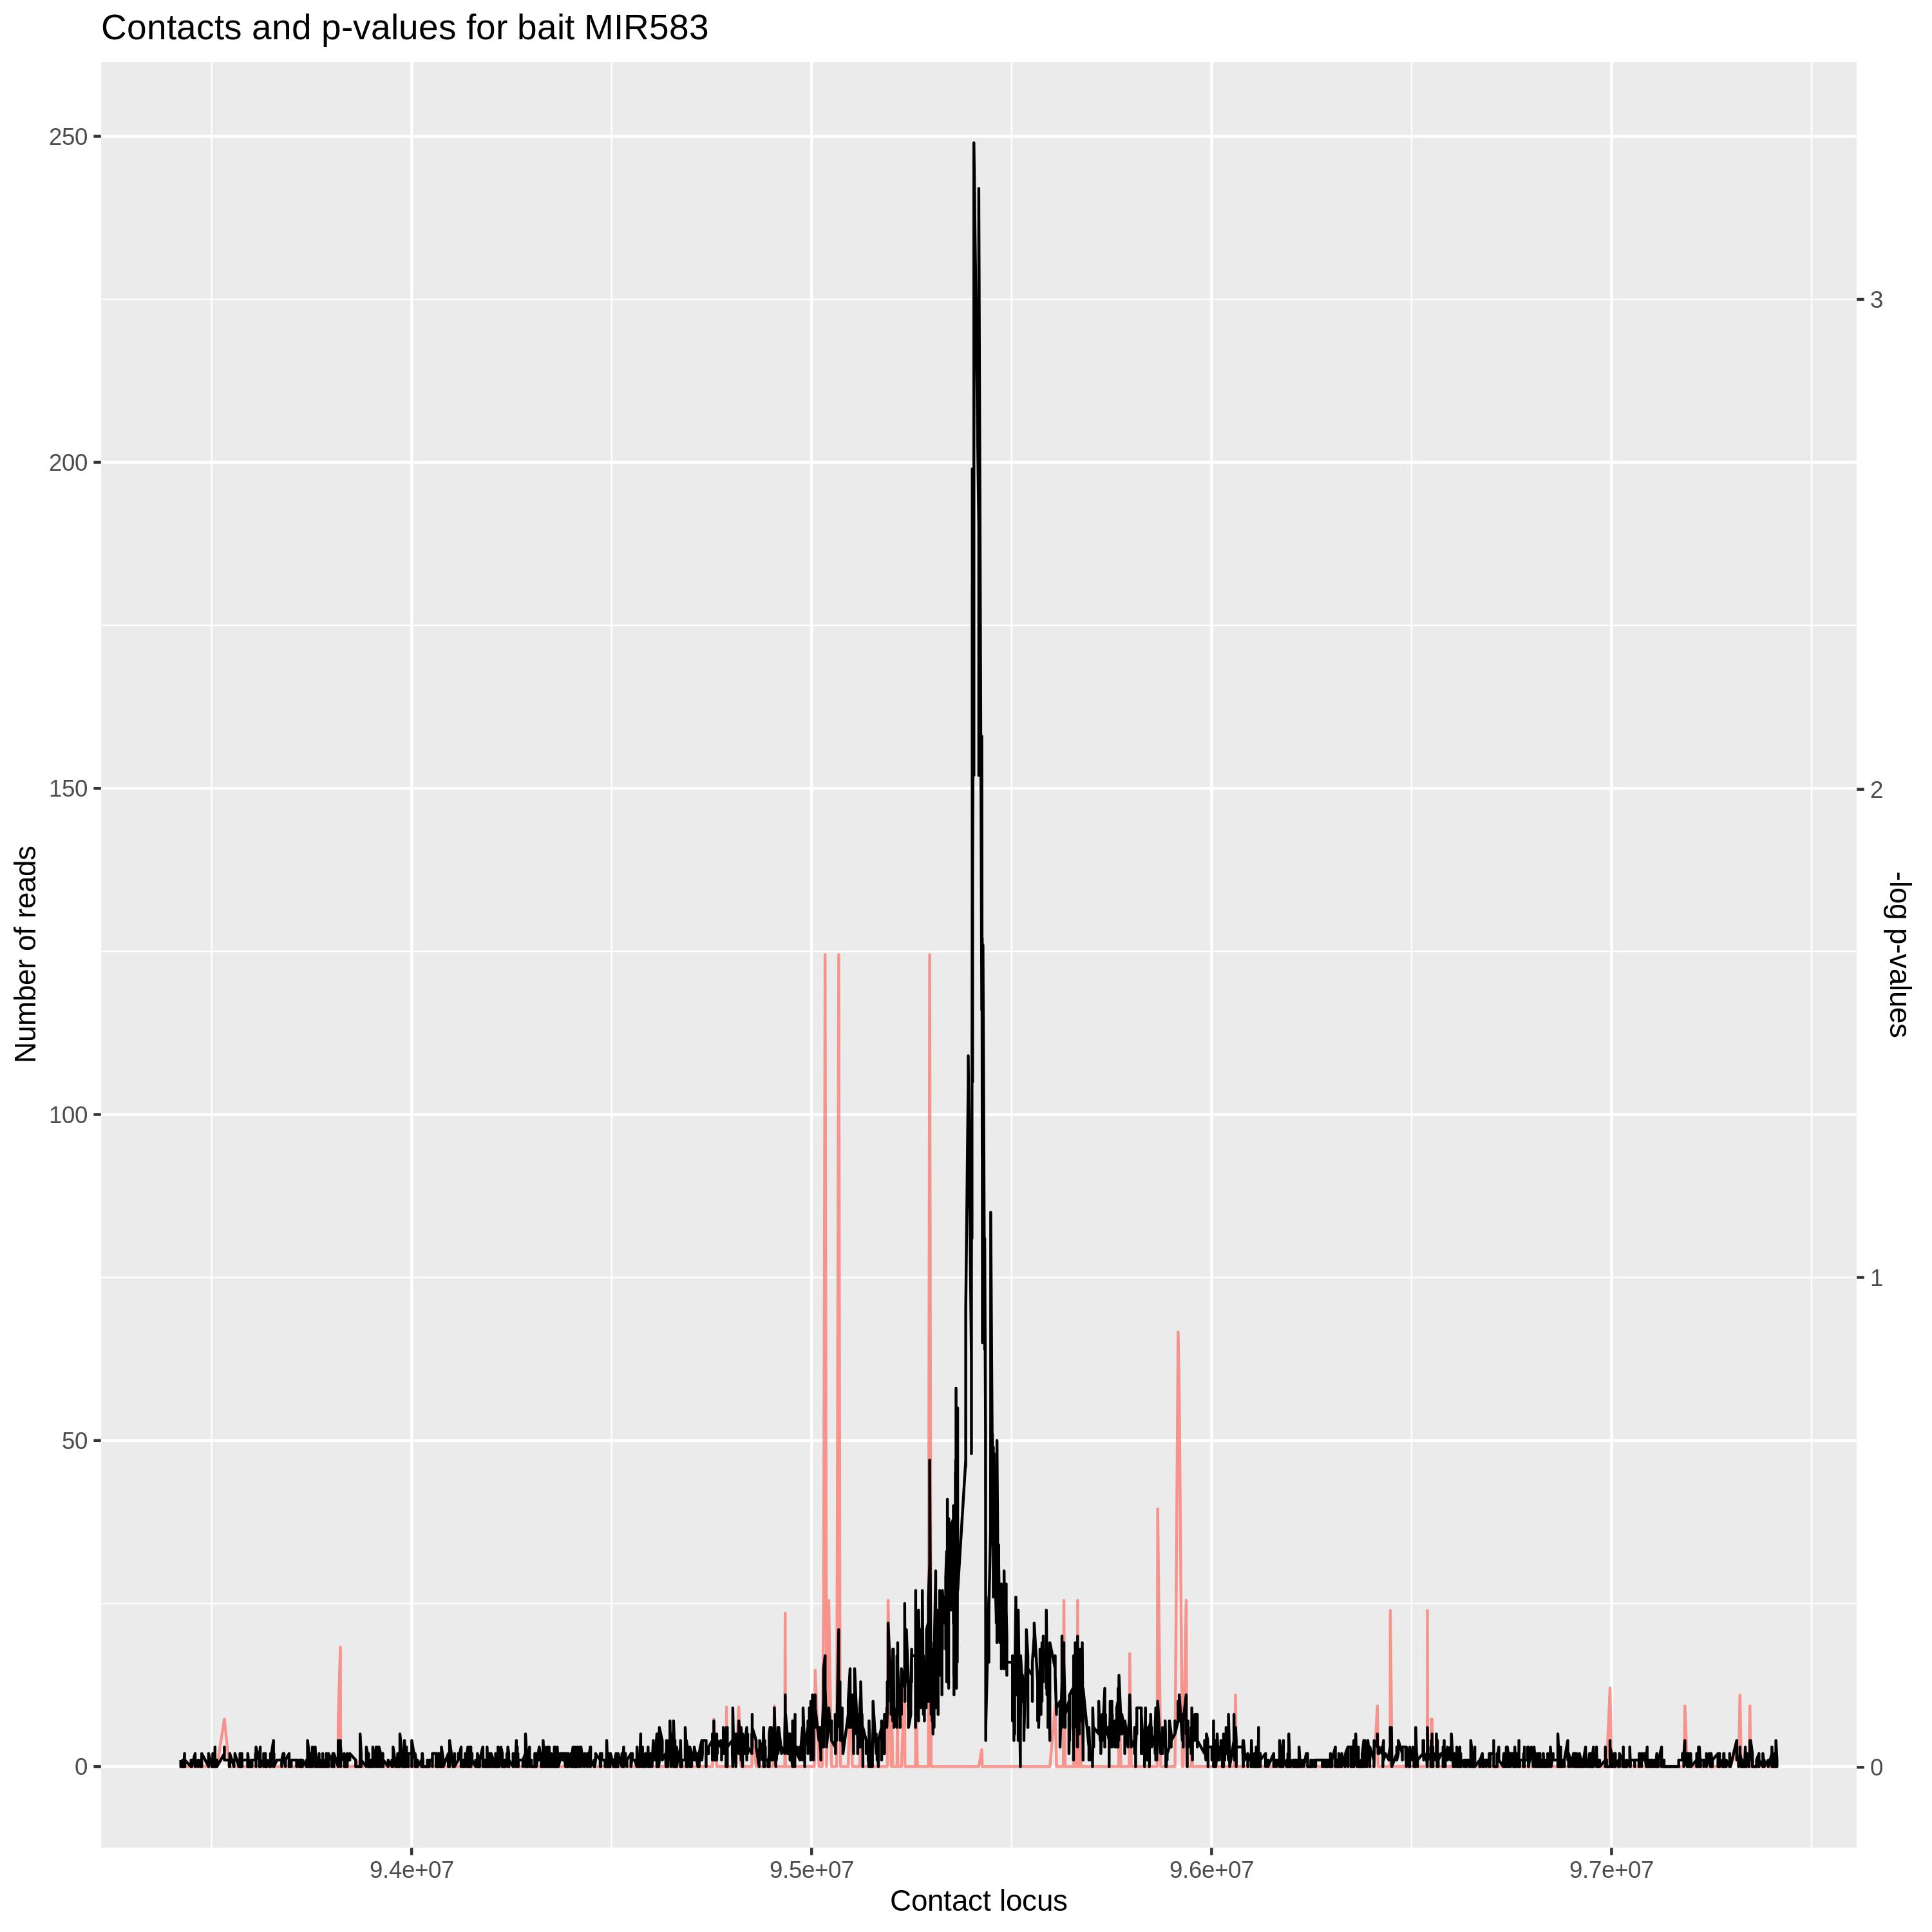 Contacts and p-values for bait MIR583
250
200
150
100
50
0
Number of reads
3
2
1
0
-log p-values
9.4e+07 9.5e+07 9.6e+07 9.7e+07
Contact locus